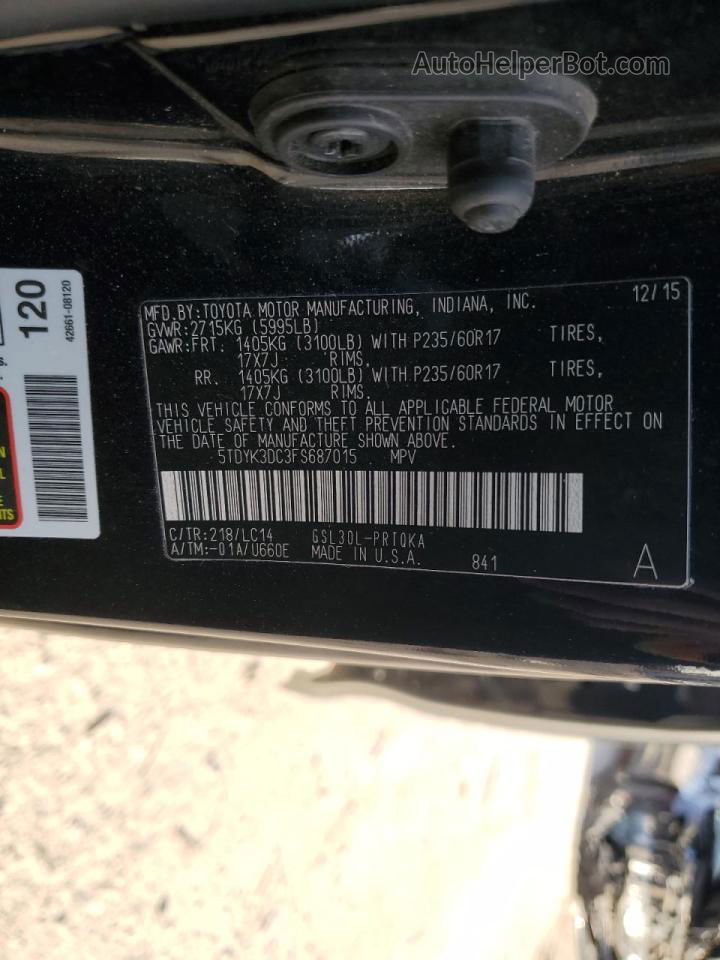 AutoHelperBot.com
120
42661-08120
s.
ITS
MFD.BY:TOYOTA MOTOR MANUFACTURING, INDIANA, INC. 12/15
GVWR:2715KG (5995LB)
GAWR:FRT. 1405KG (3100LB) WITH P235/60R17 TIRES,
17X7J RIMS.
RR. 1405KG (3100LB) WITH P235/60R17 TIRES,
17X7J RIMS.
THIS VEHICLE CONFORMS TO ALL APPLICABLE FEDERAL MOTOR
VEHICLE SAFETY AND THEFT PREVENTION STANDARDS IN EFFECT ON
THE DATE OF MANUFACTURE SHOWN ABOVE.
5TDYK3DC3FS687015 MPV
C/TR:218/LC14 GSL30L-PRTQKA
A/TM:-01A/U660E MADE IN U.S.A. 841 A